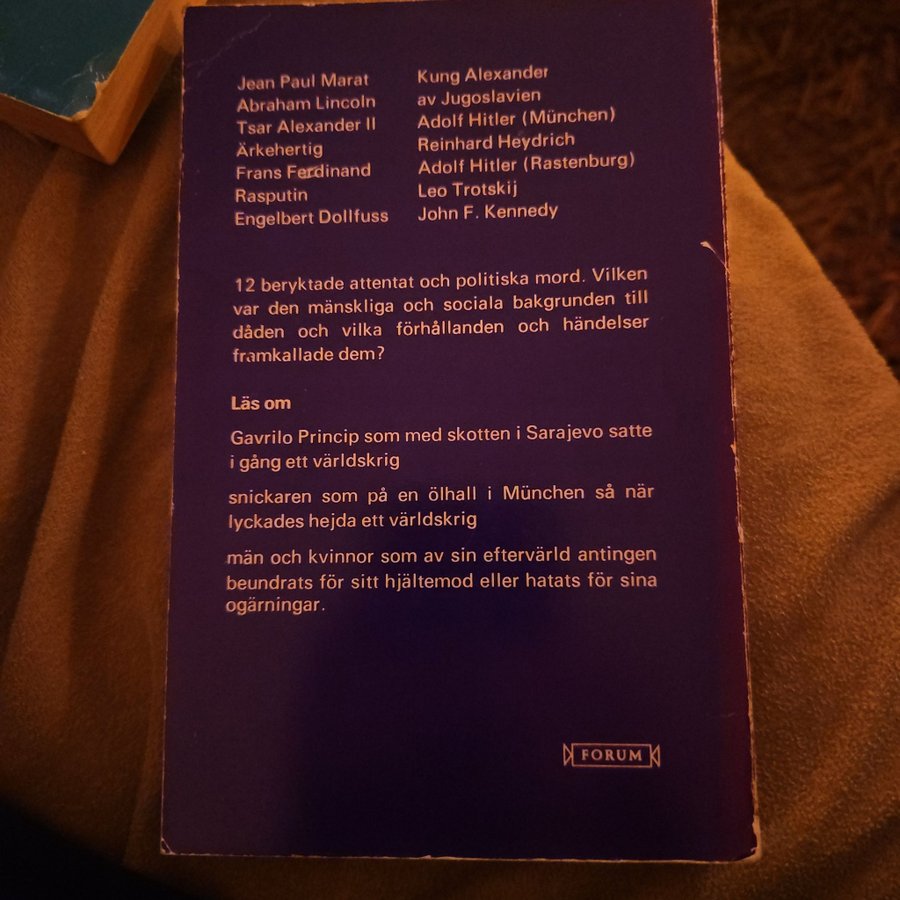 Jean Paul Marat
Abraham Lincoln
Tsar Alexander II
Ärkehertig
Frans Ferdinand
Rasputin
Engelbert Dollfuss
Kung Alexander
av Jugoslavien
Adolf Hitler (München)
Reinhard Heydrich
Adolf Hitler (Rastenburg)
Leo Trotskij
John F. Kennedy
12 beryktade attentat och politiska mord. Vilken
var den mänskliga och sociala bakgrunden till
dåden och vilka förhållanden och händelser
framkallade dem?
Läs om
Gavrilo Princip som med skotten i Sarajevo satte
i gång ett världskrig
snickaren som på en ölhall i München så när
lyckades hejda ett världskrig
män och kvinnor som av sin eftervärld antingen
beundrats för sitt hjältemod eller hatats för sina
ogärningar.
FORUM